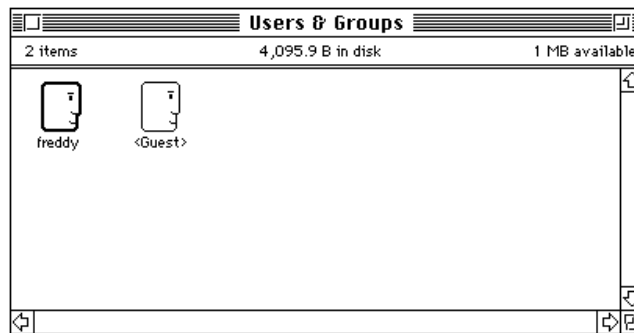 Users & Groups
2 items 4,095.9 B in disk 1 MB available
freddy <Guest>